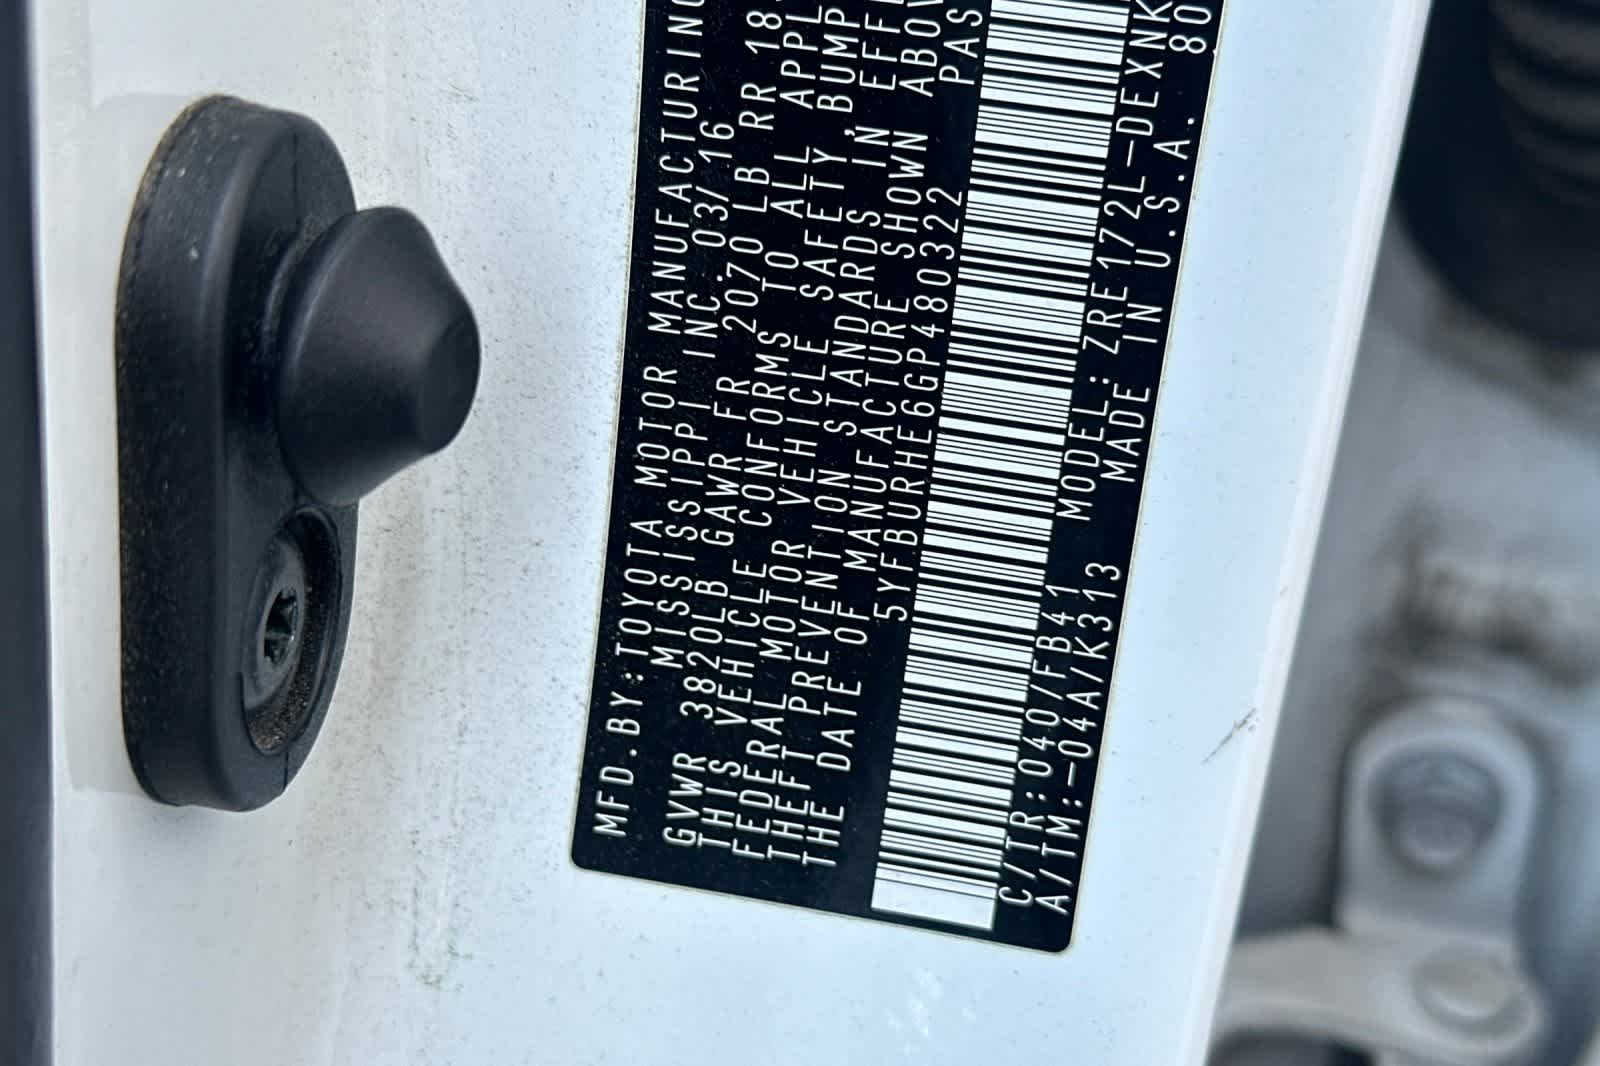 MFD.BY:TOYOTA MOTOR MANUFACTURING
MISSISSIPPI INC 03/16
GVWR 3820LB GAWR FR 2070 LB RR 18
THIS VEHICLE CONFORMS TO ALL APPL
FEDERAL MOTOR VEHICLE SAFETY,BUMP
THEFT PREVENTION STANDARDS IN EFFE
THE DATE OF MANUFACTURE SHOWN ABOV
5YFBURHE6GP480322 PAS
C/TR:040/FB41 MODEL:ZRE172L-DEXNK
A/TM:-04A/K313 MADE IN U.S.A. 80